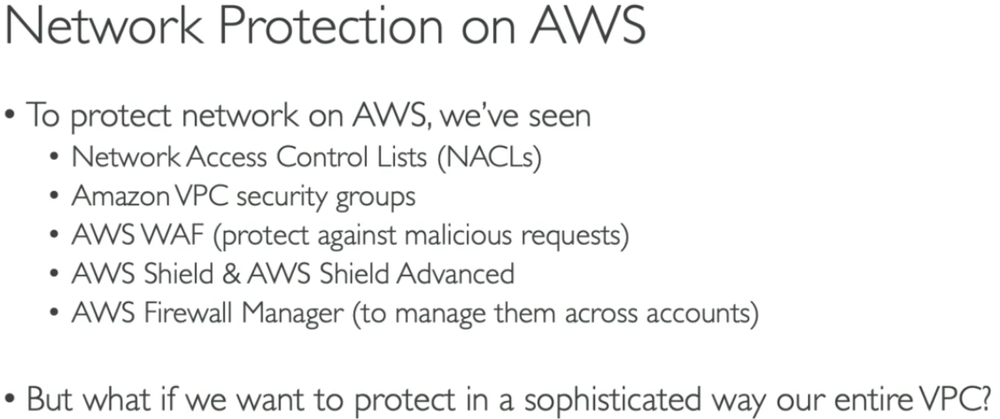 Network Protection on AWS
• To protect network on AWS, we've seen
• Network Access Control Lists (NACLs)
• Amazon VPC security groups
• AWS WAF (protect against malicious requests)
• AWS Shield & AWS Shield Advanced
• AWS Firewall Manager (to manage them across accounts)
• But what if we want to protect in a sophisticated way our entire VPC?